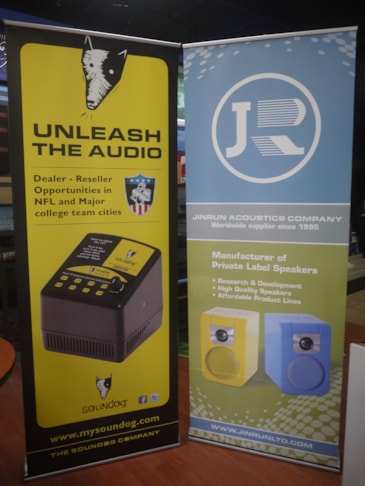 UNLEASH
THE AUDIO
Dealer - Reseller
Opportunities in
NFL and Major
college team cities
SOUNDOG
www.mysoundog.com
THE SOUNDOG COMPANY
JR
JINRUN ACOUSTICS COMPANY
Worldwide supplier since 1995
Manufacturer of
Private Label Speakers
• Research & Development
• High Quality Speakers
• Affordable Product Lines
WWW.JINRUNLTD.COM